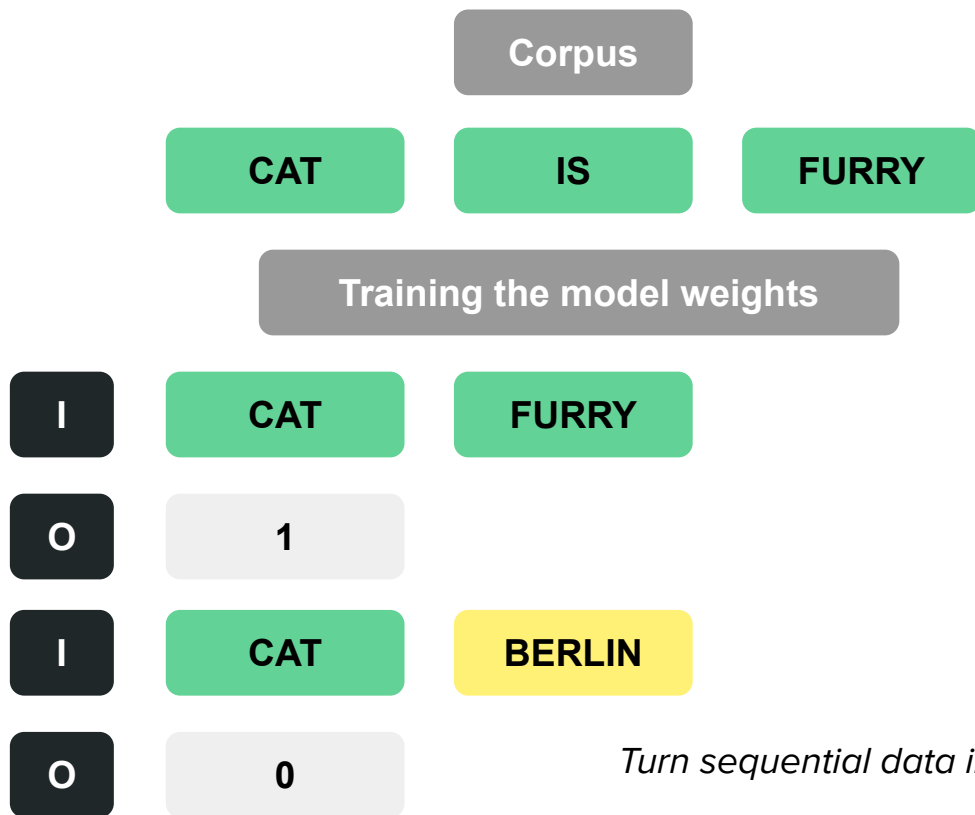 Corpus
CAT IS FURRY
Training the model weights
I CAT FURRY
O 1
I CAT BERLIN
O 0
Turn sequential data